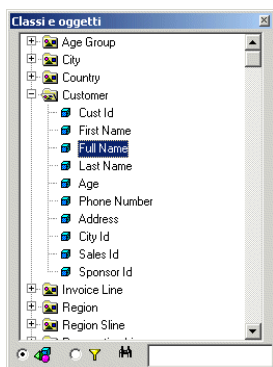 Classi e oggetti
Age Group
City
Country
Customer
Cust Id
First Name
Full Name
Last Name
Age
Phone Number
Address
City Id
Sales Id
Sponsor Id
Invoice Line
Region
Region Sline